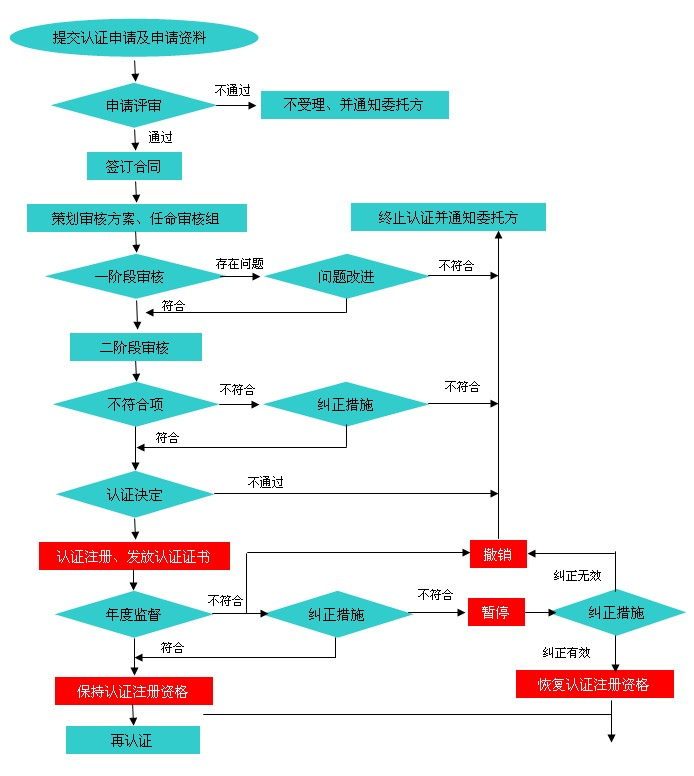 提交认证申请及申请资料
不通过
申请评审
不受理、并通知委托方
通过
签订合同
策划审核方案、任命审核组
终止认证并通知委托方
存在问题
不符合
一阶段审核
问题改进
符合
二阶段审核
不符合
不符合
不符合项
纠正措施
符合
不通过
认证决定
认证注册、发放认证证书
撤销
纠正无效
不符合
不符合
年度监督
纠正措施
暂停
纠正措施
符合
纠正有效
保持认证注册资格
恢复认证注册资格
再认证